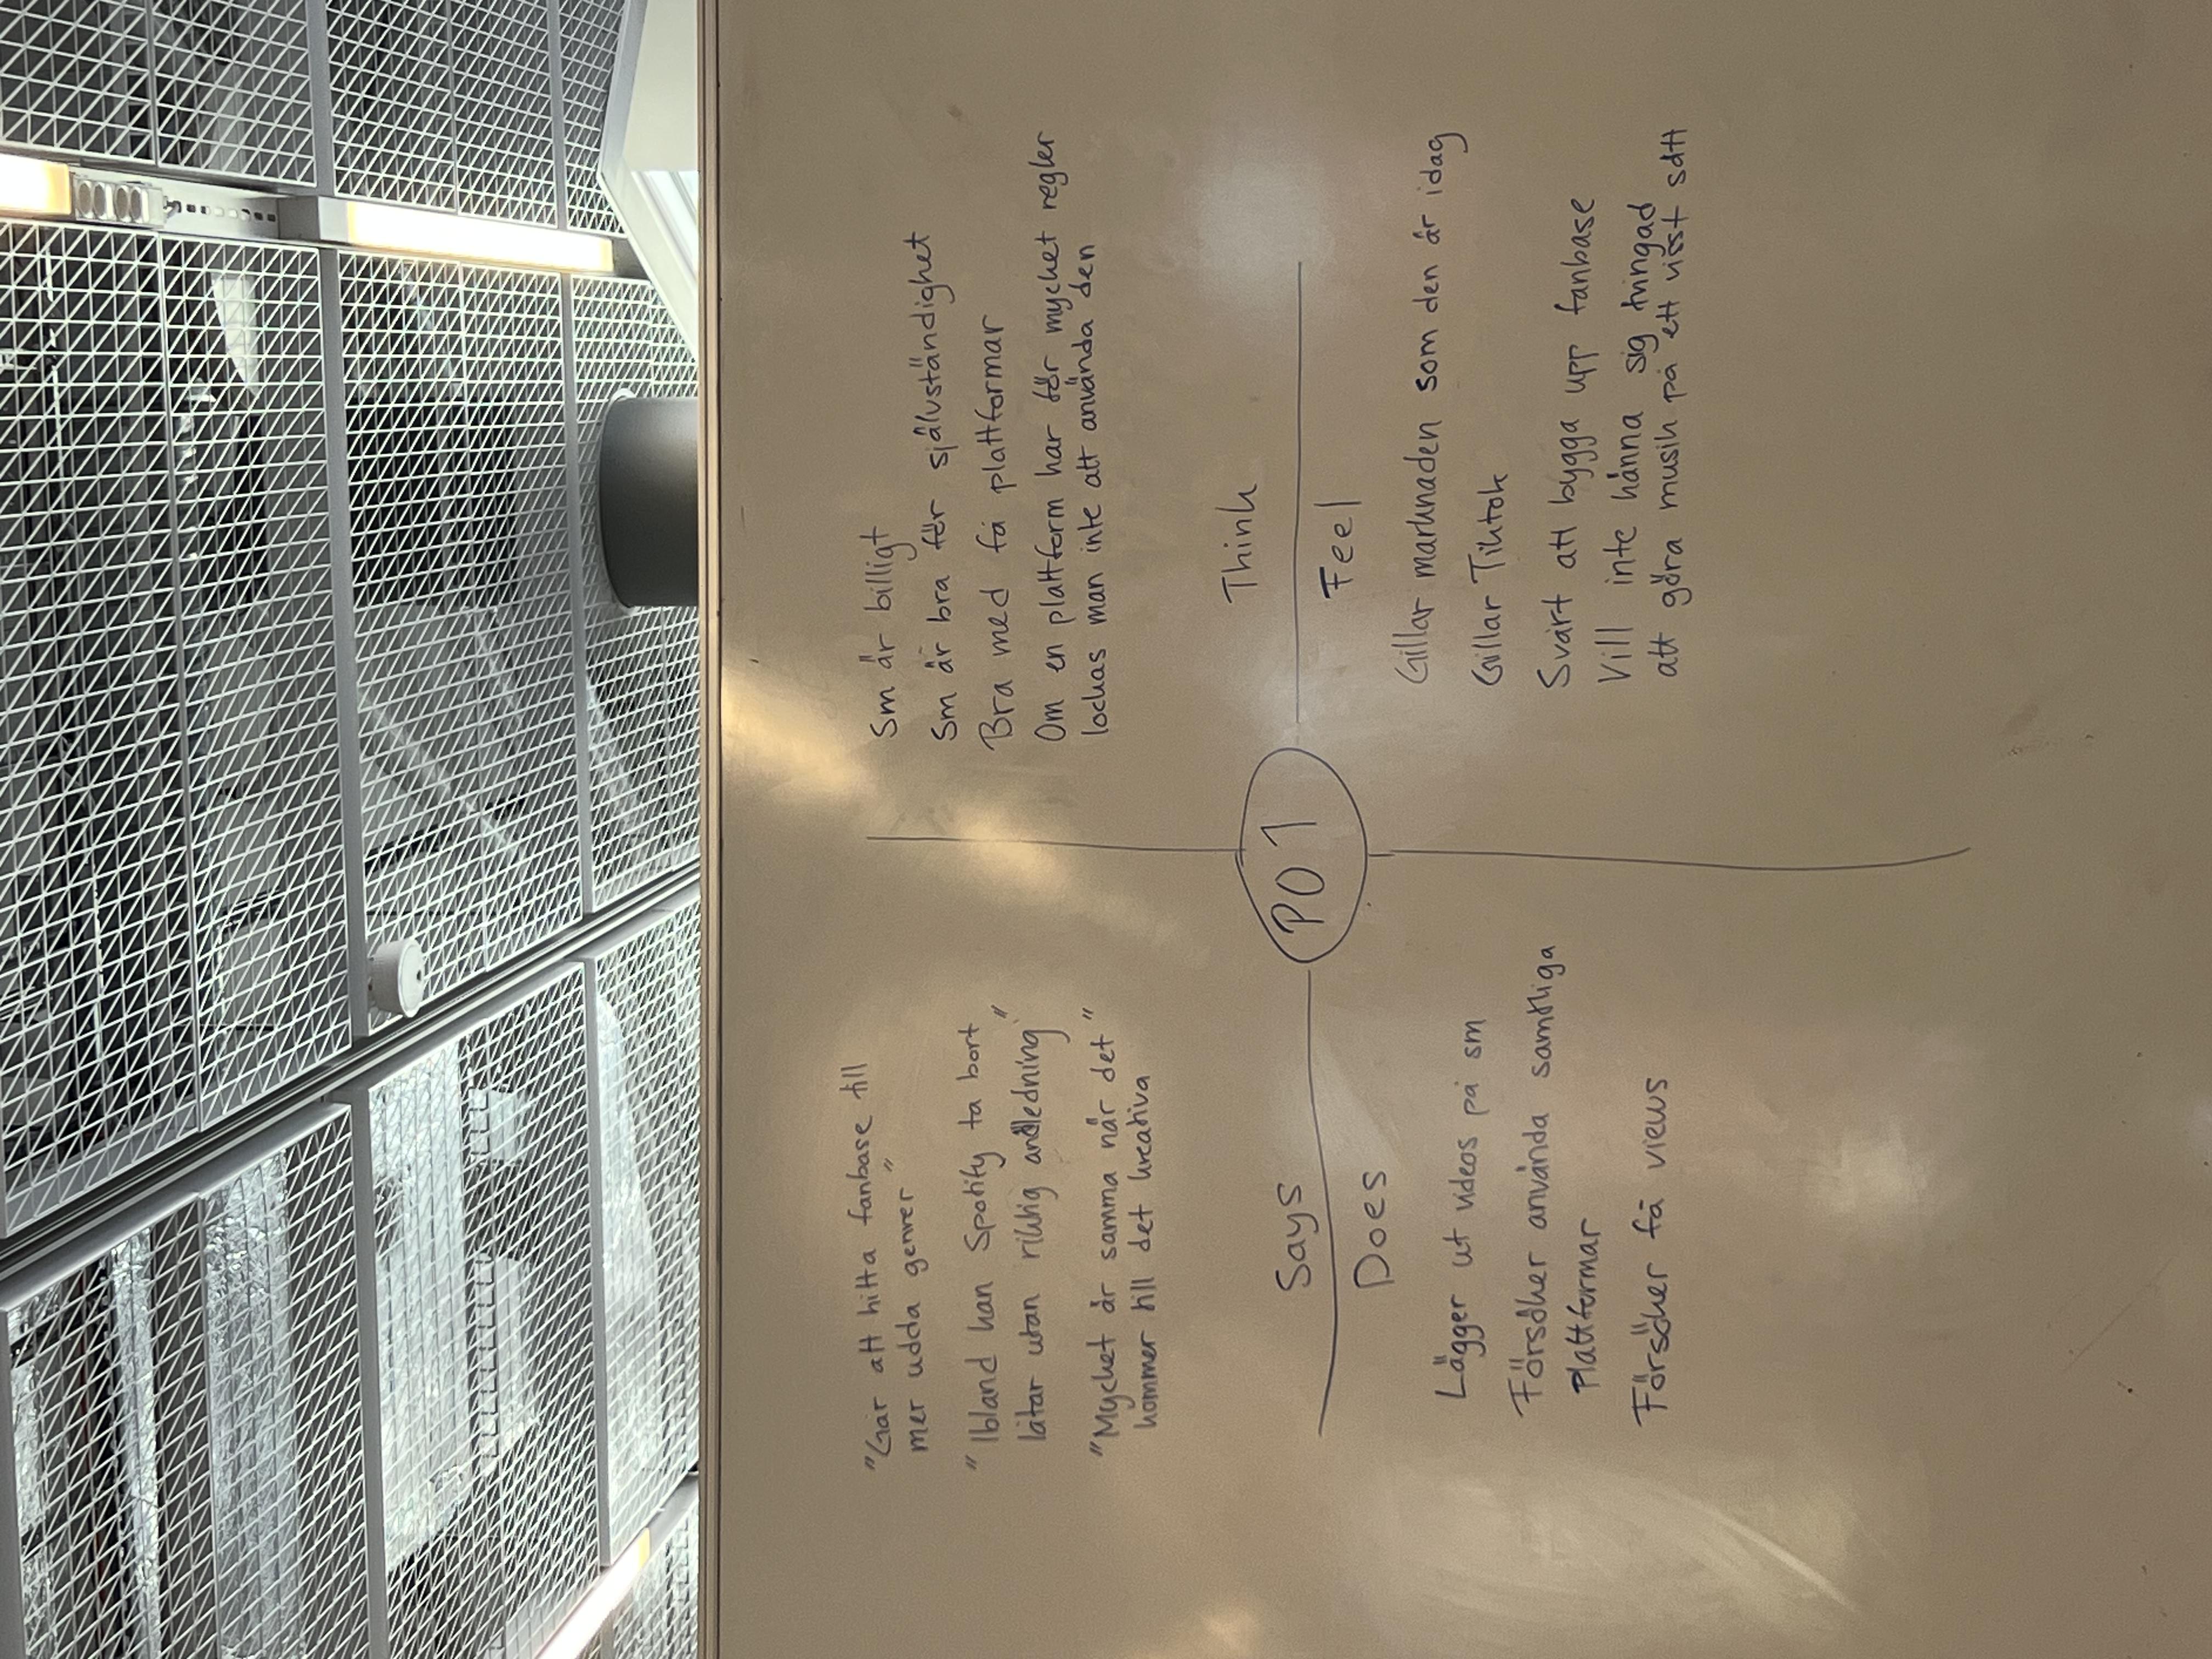 "Går att hitta fanbase till
mer udda genrer"
"Ibland kan Spotify ta bort
låtar utan riktig anledning"
"Mycket är samma när det"
kommer till det kreativa
Says
Sm är billigt
Sm är bra för självständighet
Bra med få plattformar
Om en plattform har för mycket regler
lockas man inte att använda den
Think
PO1
Does
Lägger ut videos på sm
Försöker använda samtliga
plattformar
Försöker få views
Feel
Gillar marknaden som den är idag
Gillar Tiktok
Svårt att bygga upp fanbase
Vill inte känna sig tvingad
att göra musik på ett visst sätt